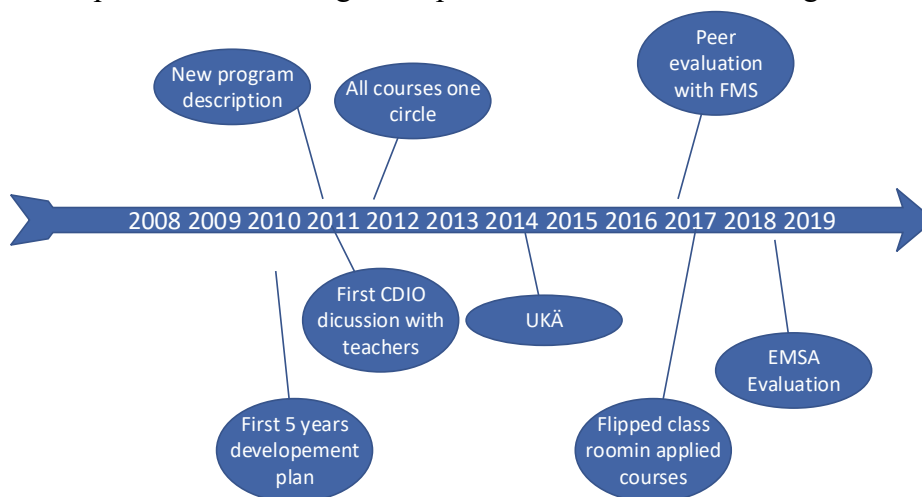 New program
description
All courses one
circle
Peer
evaluation
with FMS
2008 2009 2010 2011 2012 2013 2014 2015 2016 2017 2018 2019
First CDIO
dicussion with
teachers
UKÄ
EMSA
Evaluation
First 5 years
developement
plan
Flipped class
roomin applied
courses